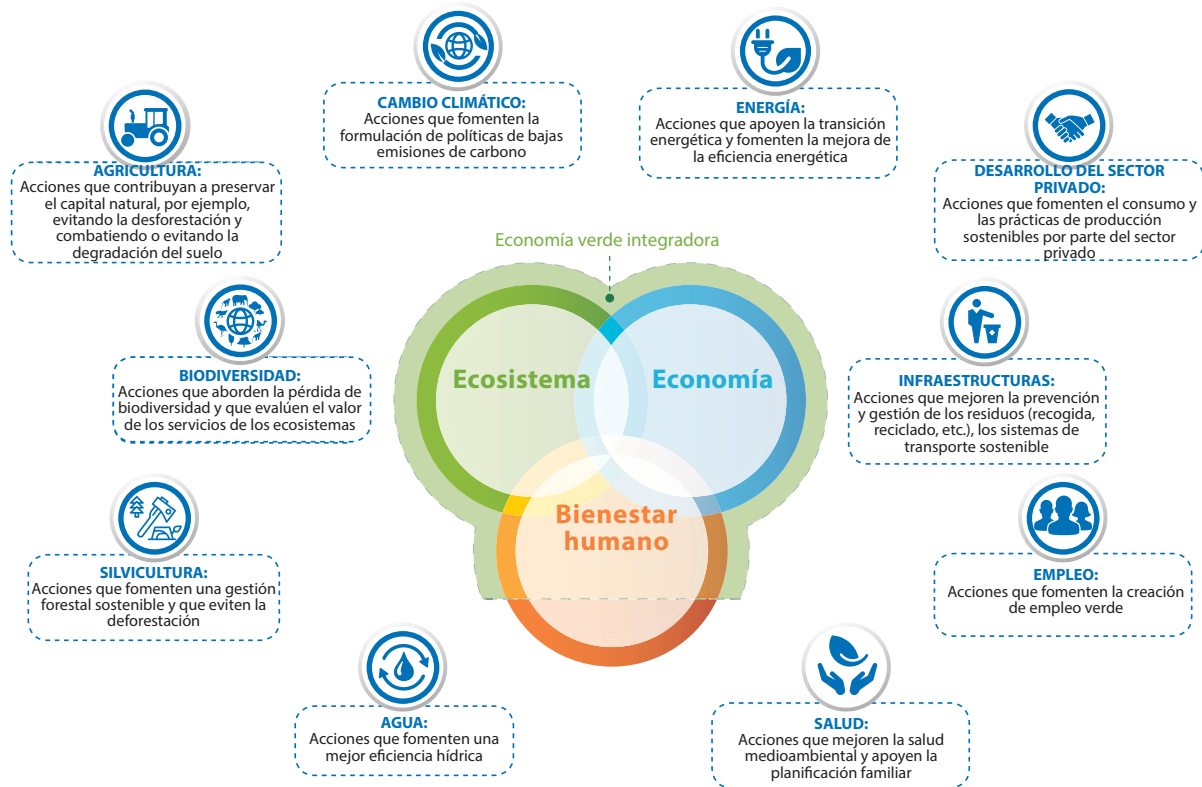 CAMBIO CLIMÁTICO:
Acciones que fomenten la
formulación de políticas de bajas
emisiones de carbono
ENERGÍA:
Acciones que apoyen la transición
energética y fomenten la mejora de
la eficiencia energética
AGRICULTURA:
Acciones que contribuyan a preservar
el capital natural, por ejemplo,
evitando la desforestación y
combatiendo o evitando la
degradación del suelo
DESARROLLO DEL SECTOR
PRIVADO:
Acciones que fomenten el consumo y
las prácticas de producción
sostenibles por parte del sector
privado
Economía verde integradora
BIODIVERSIDAD:
Acciones que aborden la pérdida de
biodiversidad y que evalúen el valor
de los servicios de los ecosistemas
Ecosistema
Economía
INFRAESTRUCTURAS:
Acciones que mejoren la prevención
y gestión de los residuos (recogida,
reciclado, etc.), los sistemas de
transporte sostenible
Bienestar
humano
SILVICULTURA:
Acciones que fomenten una gestión
forestal sostenible y que eviten la
deforestación
EMPLEO:
Acciones que fomenten la creación
de empleo verde
AGUA:
Acciones que fomenten una
mejor eficiencia hídrica
SALUD:
Acciones que mejoren la salud
medioambiental y apoyen la
planificación familiar